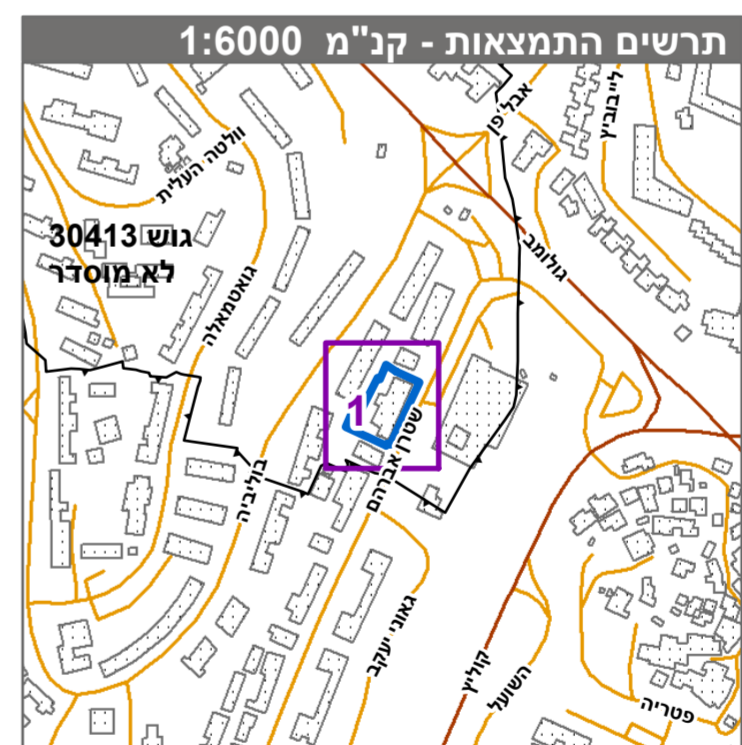 תרשים התמצאות - קנ"מ 1:6000
אבל פן
לייבוביץ
וולטה העלית
גוש 30413
לא מוסדר
גולומב
גואטמאלה
1
שטרן אברהם
בוליביה
גאוני יעקב
קוליץ
השועל
פטריה